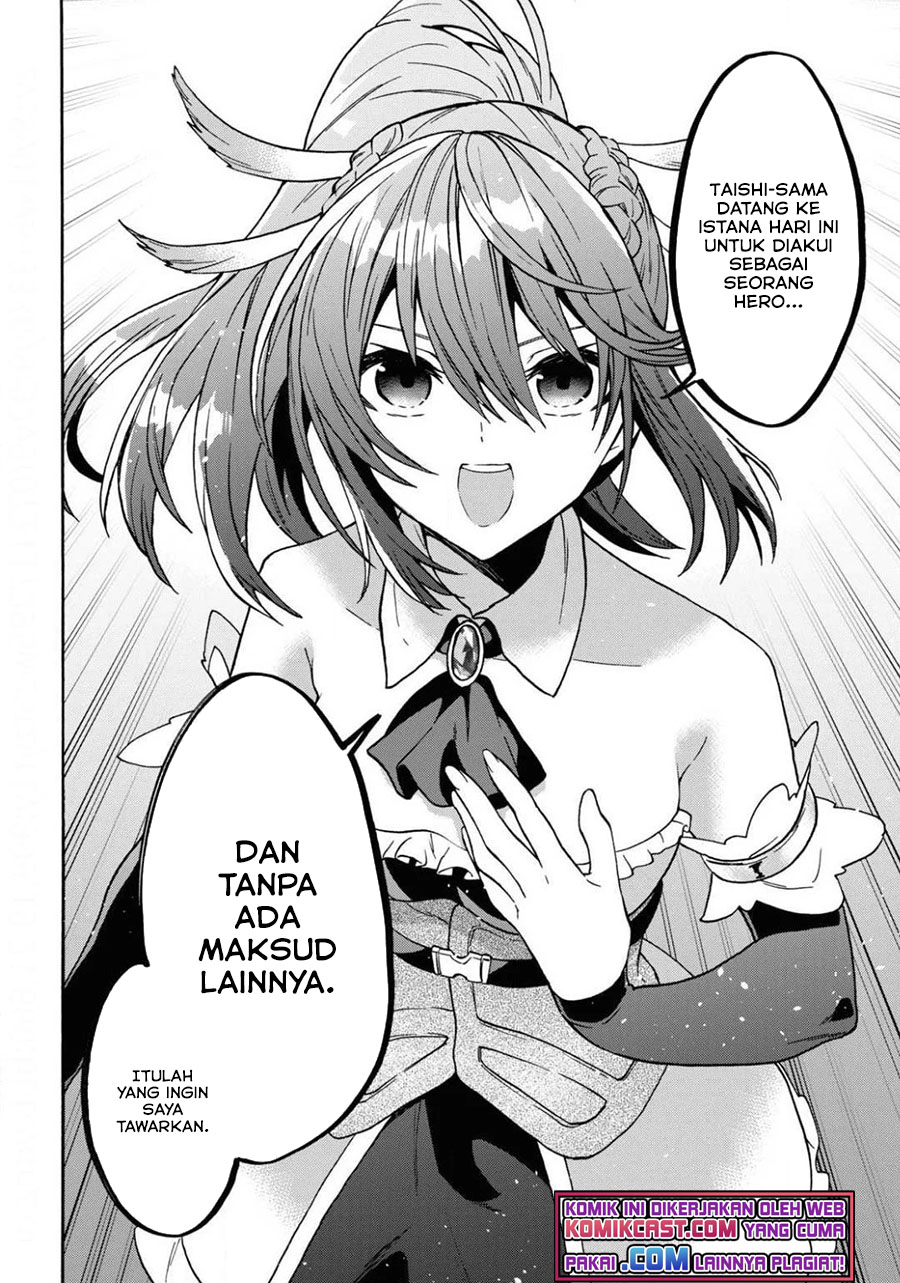 TAISHI-SAMA
DATANG KE
ISTANA HARI INI
UNTUK DIAKUI
SEBAGAI
SEORANG
HERO...
DAN
TANPA
ADA
MAKSUD
LAINNYA.
ITULAH
YANG INGIN
SAYA
TAWARKAN.
KOMIK INI DIKERJAKAN OLEH WEB
KOMIKCAST.COM YANG CUMA
PAKAI .COM LAINNYA PLAGIAT!